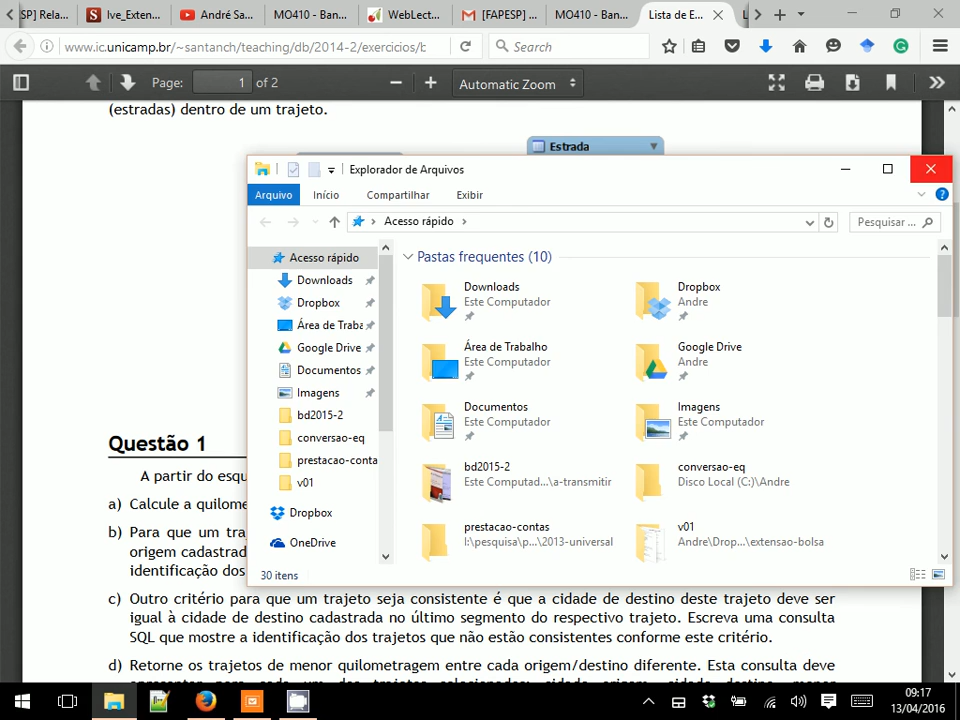 SP] Rela...
Ive_Exten...
André Sa...
MO410 - Ban...
WebLect...
[FAPESP] ...
MO410 - Ban...
Lista de E...
www.ic.unicamp.br/~santanch/teaching/db/2014-2/exercicios/b
Search
Page: 1 of 2
Automatic Zoom
(estradas) dentro de um trajeto.
Estrada
Explorador de Arquivos
Arquivo Início Compartilhar Exibir
Acesso rápido
Pesquisar ...
Acesso rápido
Downloads
Dropbox
Área de Traba
Google Drive
Documentos
Imagens
bd2015-2
conversao-eq
prestacao-conta
v01
Dropbox
OneDrive
Pastas frequentes (10)
Downloads
Este Computador
Dropbox
Andre
Área de Trabalho
Este Computador
Google Drive
Andre
Documentos
Este Computador
Imagens
Este Computador
bd2015-2
Este Computad...\a-transmitir
conversao-eq
Disco Local (C:)\Andre
prestacao-contas
I:\pesquisa\p...\2013-universal
v01
Andre\Drop...\extensao-bolsa
30 itens
Questão 1
A partir do esqu
a) Calcule a quilome
b) Para que um tra
origem cadastrad
identificação dos
c) Outro critério para que um trajeto seja consistente é que a cidade de destino deste trajeto deve ser
igual à cidade de destino cadastrada no último segmento do respectivo trajeto. Escreva uma consulta
SQL que mostre a identificação dos trajetos que não estão consistentes conforme este critério.
d) Retorne os trajetos de menor quilometragem entre cada origem/destino diferente. Esta consulta deve
09:17
13/04/2016